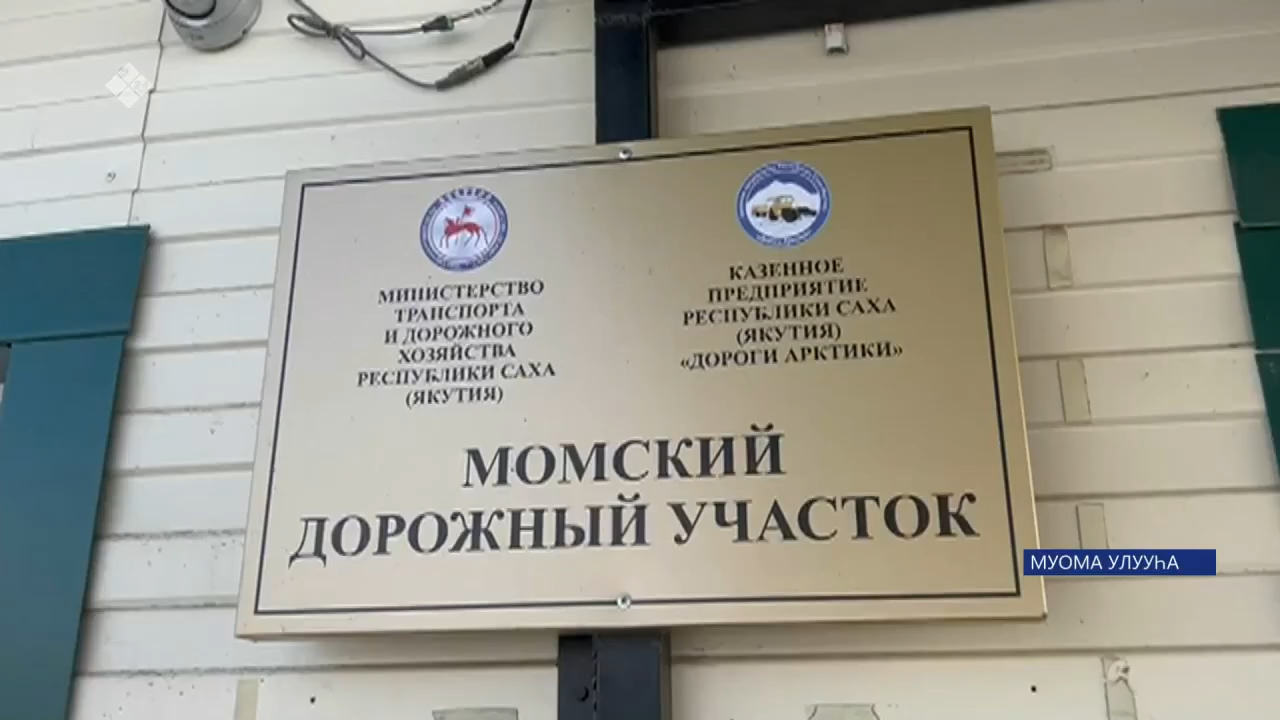 МИНИСТЕРСТВО
ТРАНСПОРТА
И ДОРОЖНОГО
ХОЗЯЙСТВА
РЕСПУБЛИКИ САХА
(ЯКУТИЯ)
КАЗЕННОЕ
ПРЕДПРИЯТИЕ
РЕСПУБЛИКИ САХА
(ЯКУТИЯ)
«ДОРОГИ АРКТИКИ»
МОМСКИЙ
ДОРОЖНЫЙ УЧАСТОК
МУОМА УЛУУҺА